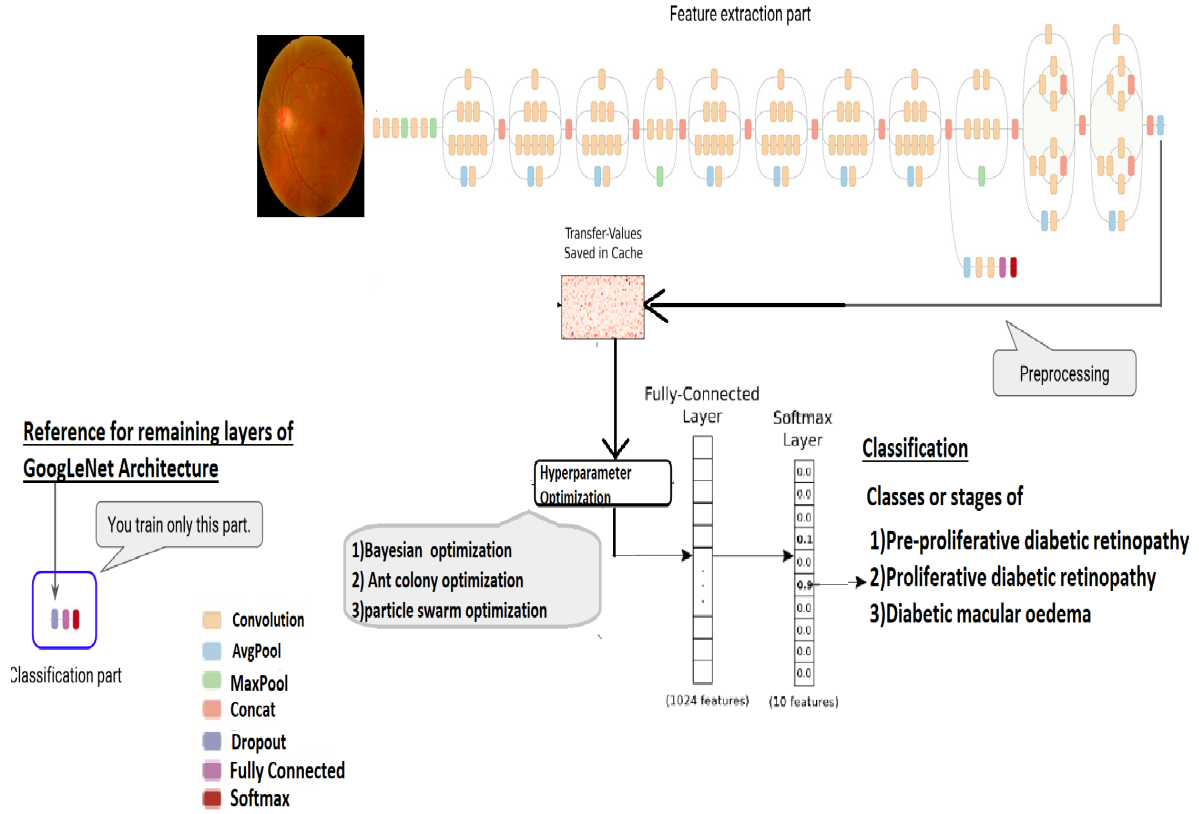 Feature extraction part
Transfer-Values
Saved in Cache
Preprocessing
Reference for remaining layers of
GoogLeNet Architecture
You train only this part.
Classification part
Convolution
AvgPool
MaxPool
Concat
Dropout
Fully Connected
Softmax
Hyperparameter
Optimization
1)Bayesian optimization
2) Ant colony optimization
3)particle swarm optimization
Fully-Connected
Layer
(1024 features)
Softmax
Layer
0.0
0.0
0.0
0.1
0.0
0.9
0.0
0.0
0.0
0.0
(10 features)
Classification
Classes or stages of
1)Pre-proliferative diabetic retinopathy
2)Proliferative diabetic retinopathy
3)Diabetic macular oedema